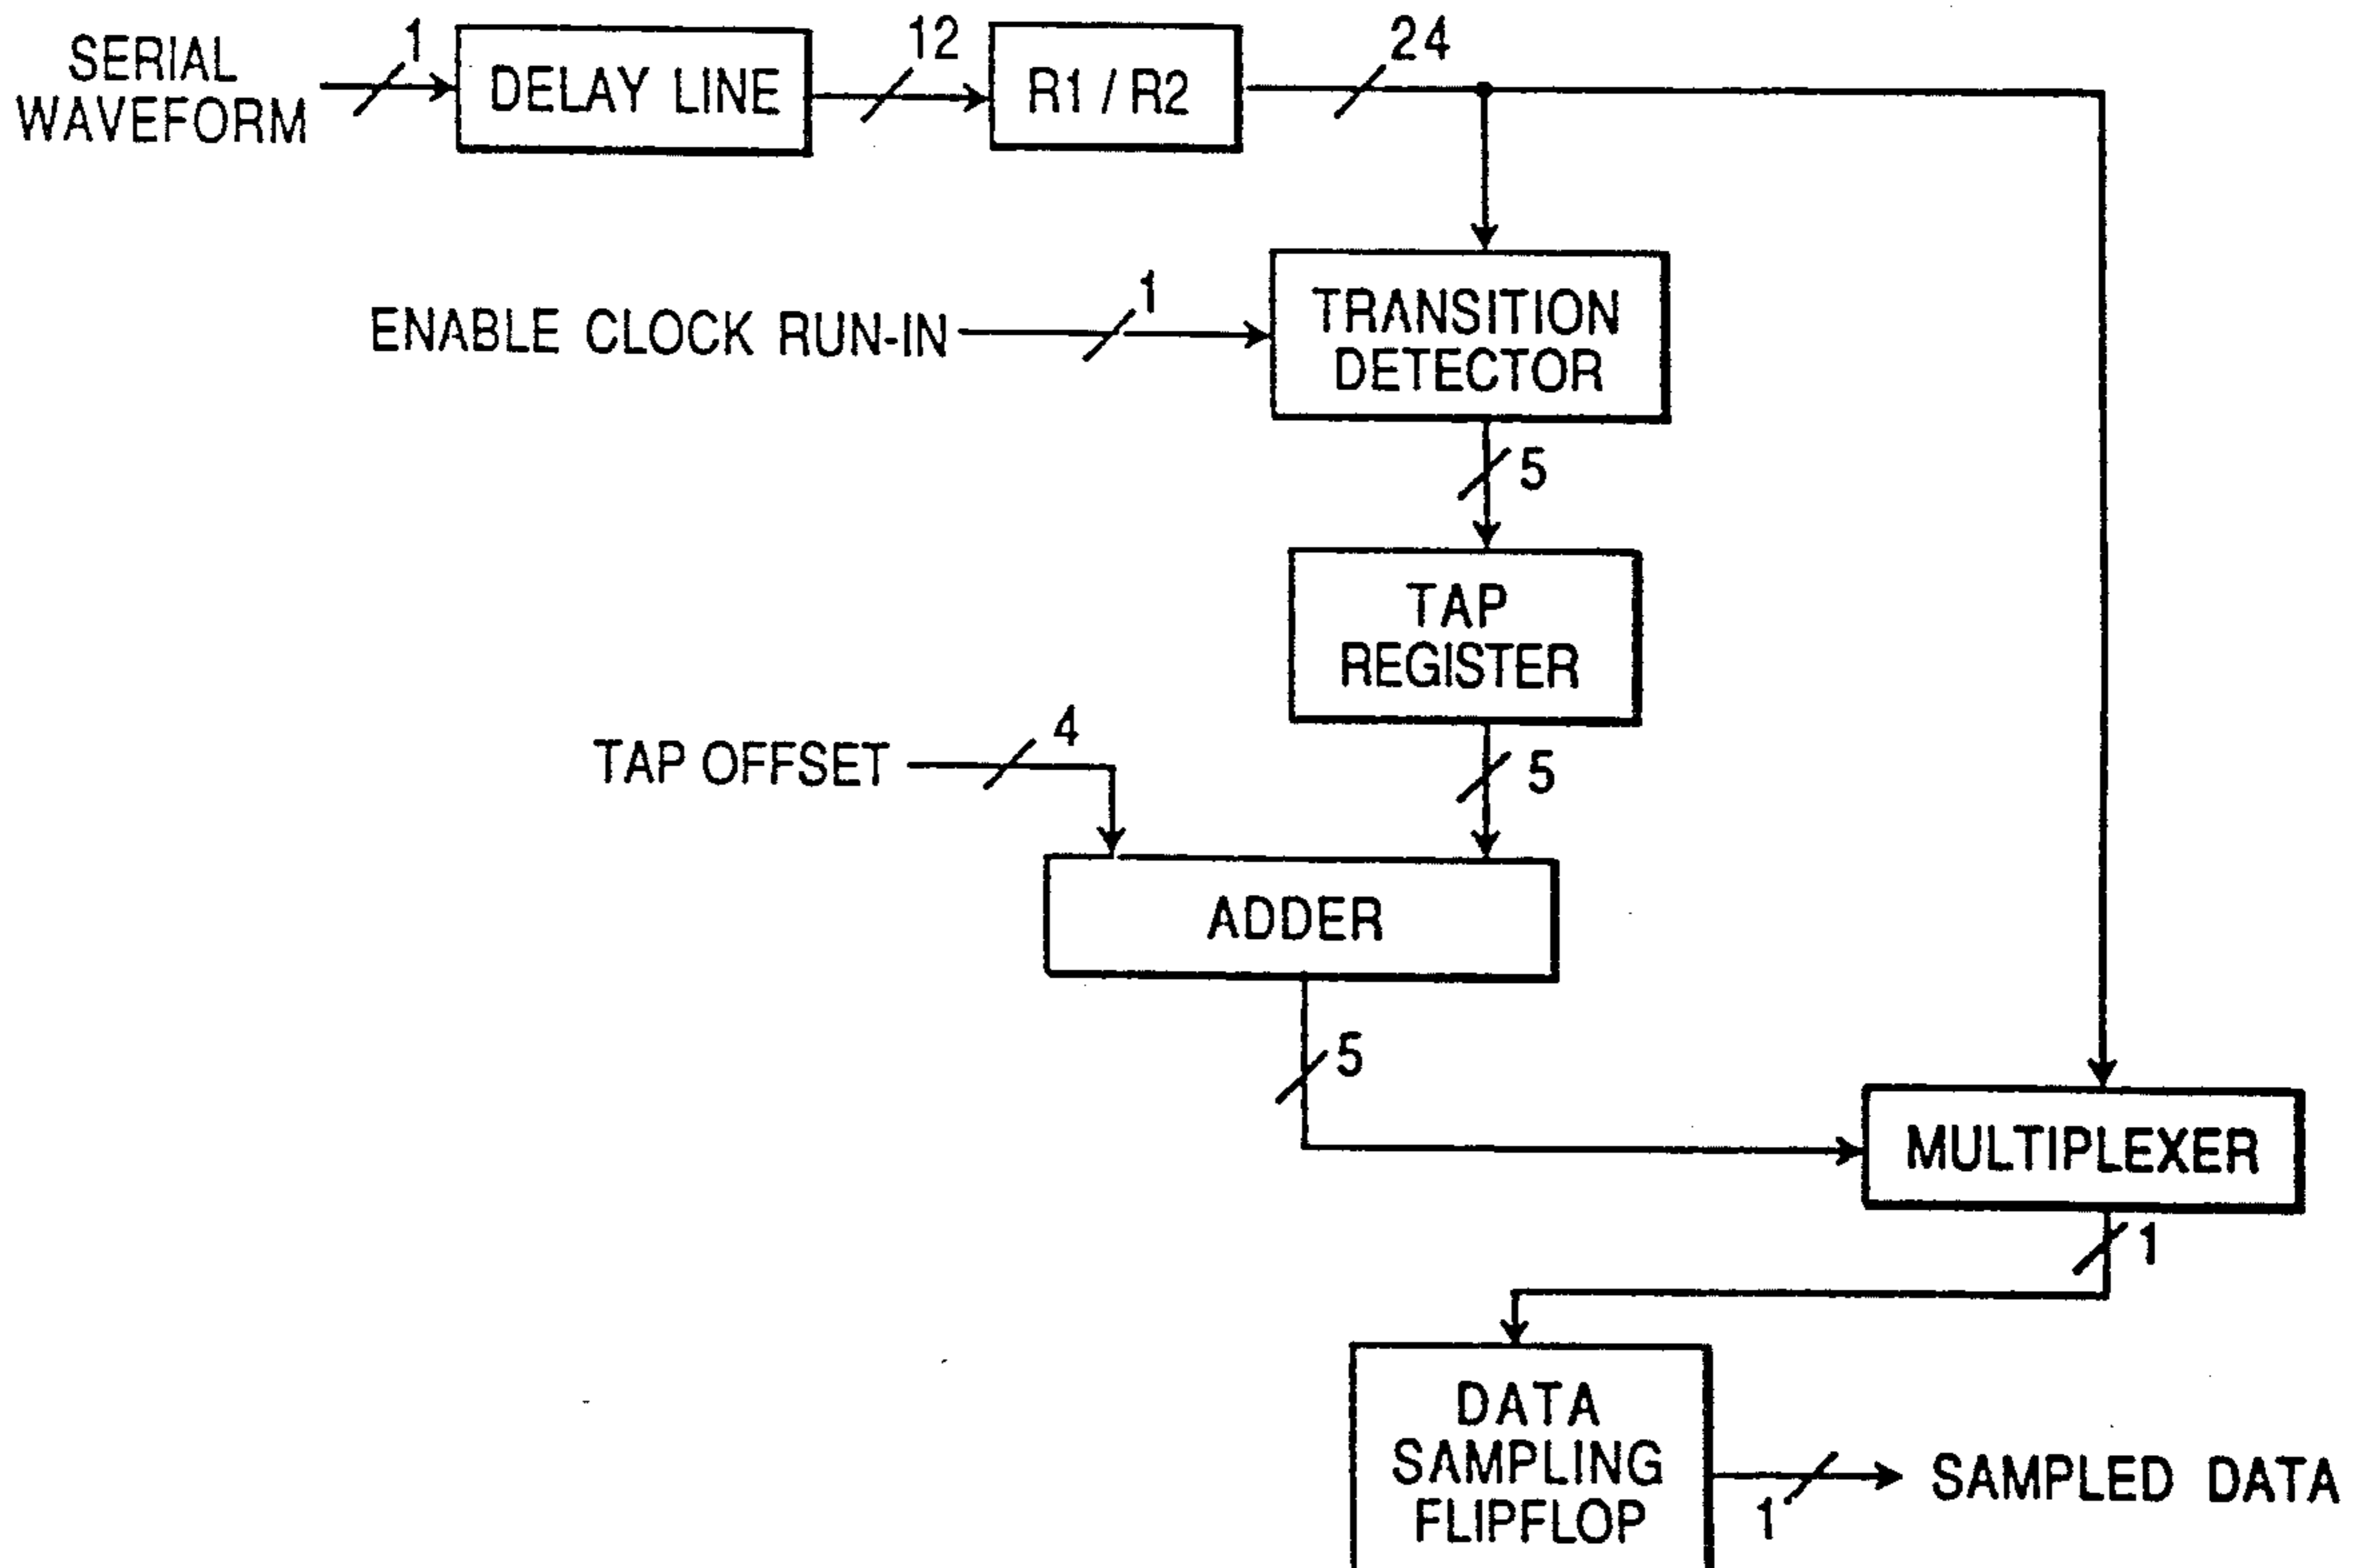 SERIAL
WAVEFORM
1
DELAY LINE
12
R1 / R2
24
ENABLE CLOCK RUN-IN
1
TRANSITION
DETECTOR
5
TAP
REGISTER
TAP OFFSET
4
5
ADDER
5
MULTIPLEXER
1
DATA
SAMPLING
FLIPFLOP
1
SAMPLED DATA